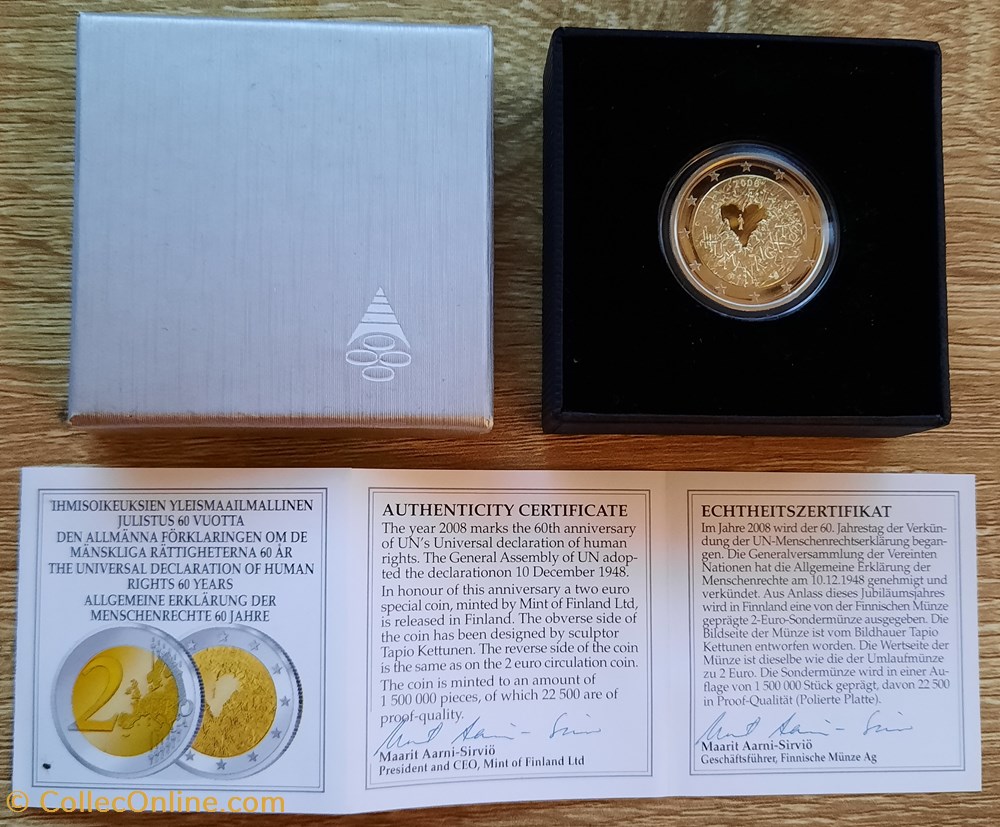 2008
IHMISOIKEUKSIEN YLEISMAAILMALLINEN
JULISTUS 60 VUOTTA
DEN ALLMÄNNA FÖRKLARINGEN OM DE
MÄNSKLIGA RÄTTIGHETERNA 60 ÅR
THE UNIVERSAL DECLARATION OF HUMAN
RIGHTS 60 YEARS
ALLGEMEINE ERKLÄRUNG DER
MENSCHENRECHTE 60 JAHRE
2
AUTHENTICITY CERTIFICATE
The year 2008 marks the 60th anniversary
of UN's Universal declaration of human
rights. The General Assembly of UN adop-
ted the declarationon 10 December 1948.
In honour of this anniversary a two euro
special coin, minted by Mint of Finland Ltd,
is released in Finland. The obverse side of
the coin has been designed by sculptor
Tapio Kettunen. The reverse side of the coin
is the same as on the 2 euro circulation coin.
The coin is minted to an amount of
1 500 000 pieces, of which 22 500 are of
proof-quality.
Maarit Aarni-Sirviö
President and CEO, Mint of Finland Ltd
ECHTHEITSZERTIFIKAT
Im Jahre 2008 wird der 60. Jahrestag der Verkün-
dung der UN-Menschenrechtserklärung began-
gen. Die Generalversammlung der Vereinten
Nationen hat die Allgemeine Erklärung der
Menschenrechte am 10.12.1948 genehmigt und
verkündet. Aus Anlass dieses Jubiläumsjahres
wird in Finnland eine von der Finnischen Münze
geprägte 2-Euro-Sondermünze ausgegeben. Die
Bildseite der Münze ist vom Bildhauer Tapio
Kettunen entworfen worden. Die Wertseite der
Münze ist dieselbe wie die der Umlaufmünze
zu 2 Euro. Die Sondermünze wird in einer Auf-
lage von 1 500 000 Stück geprägt, davon 22 500
in Proof-Qualität (Polierte Platte).
Maarit Aarni-Sirviö
Geschäftsführer, Finnische Münze Ag
© CollecOnline.com